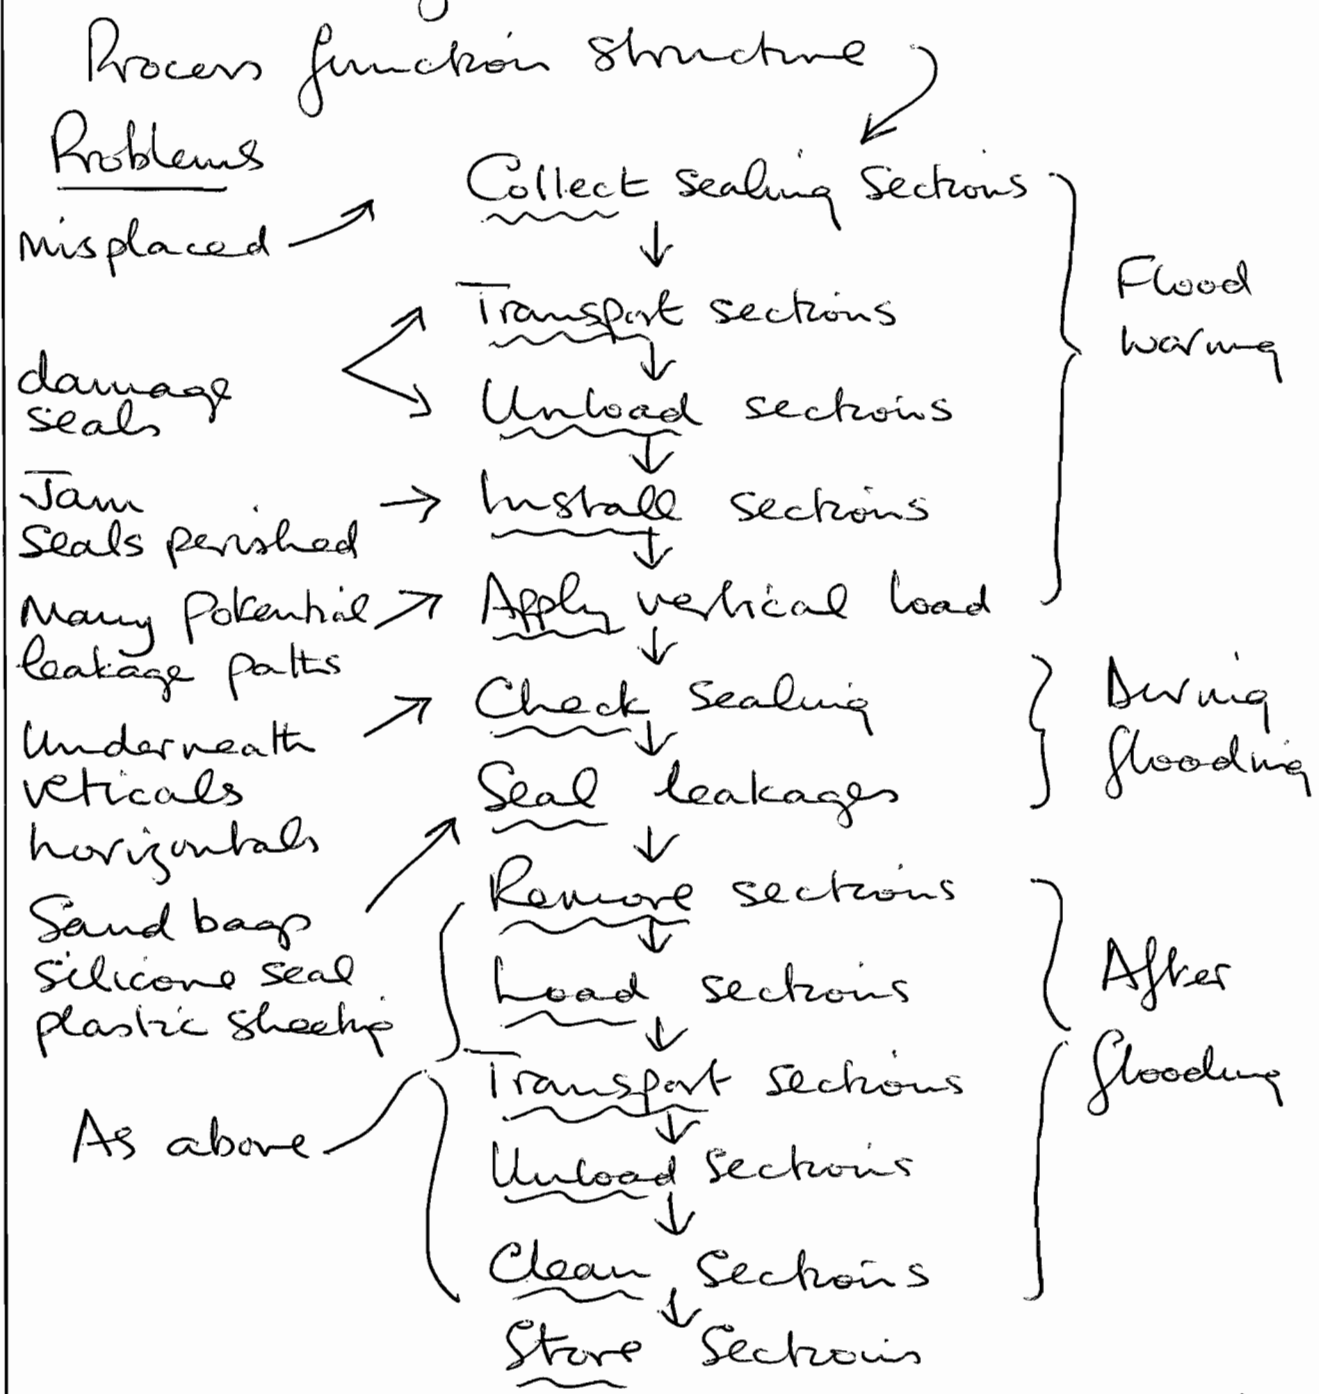 Process function structure
Problems
Collect sealing sections
misplaced
Transport sections
Flood
warning
damage
seals
Unload sections
Jam
seals perished
Install sections
Many potential
leakage paths
Apply vertical load
Underneath
veticals
horizontals
Check sealing
During
flooding
Seal leakages
Sand bags
silicone seal
plastic sheeting
Remove sections
Load sections
After
flooding
Transport sections
As above
Unload sections
Clean sections
Store sections